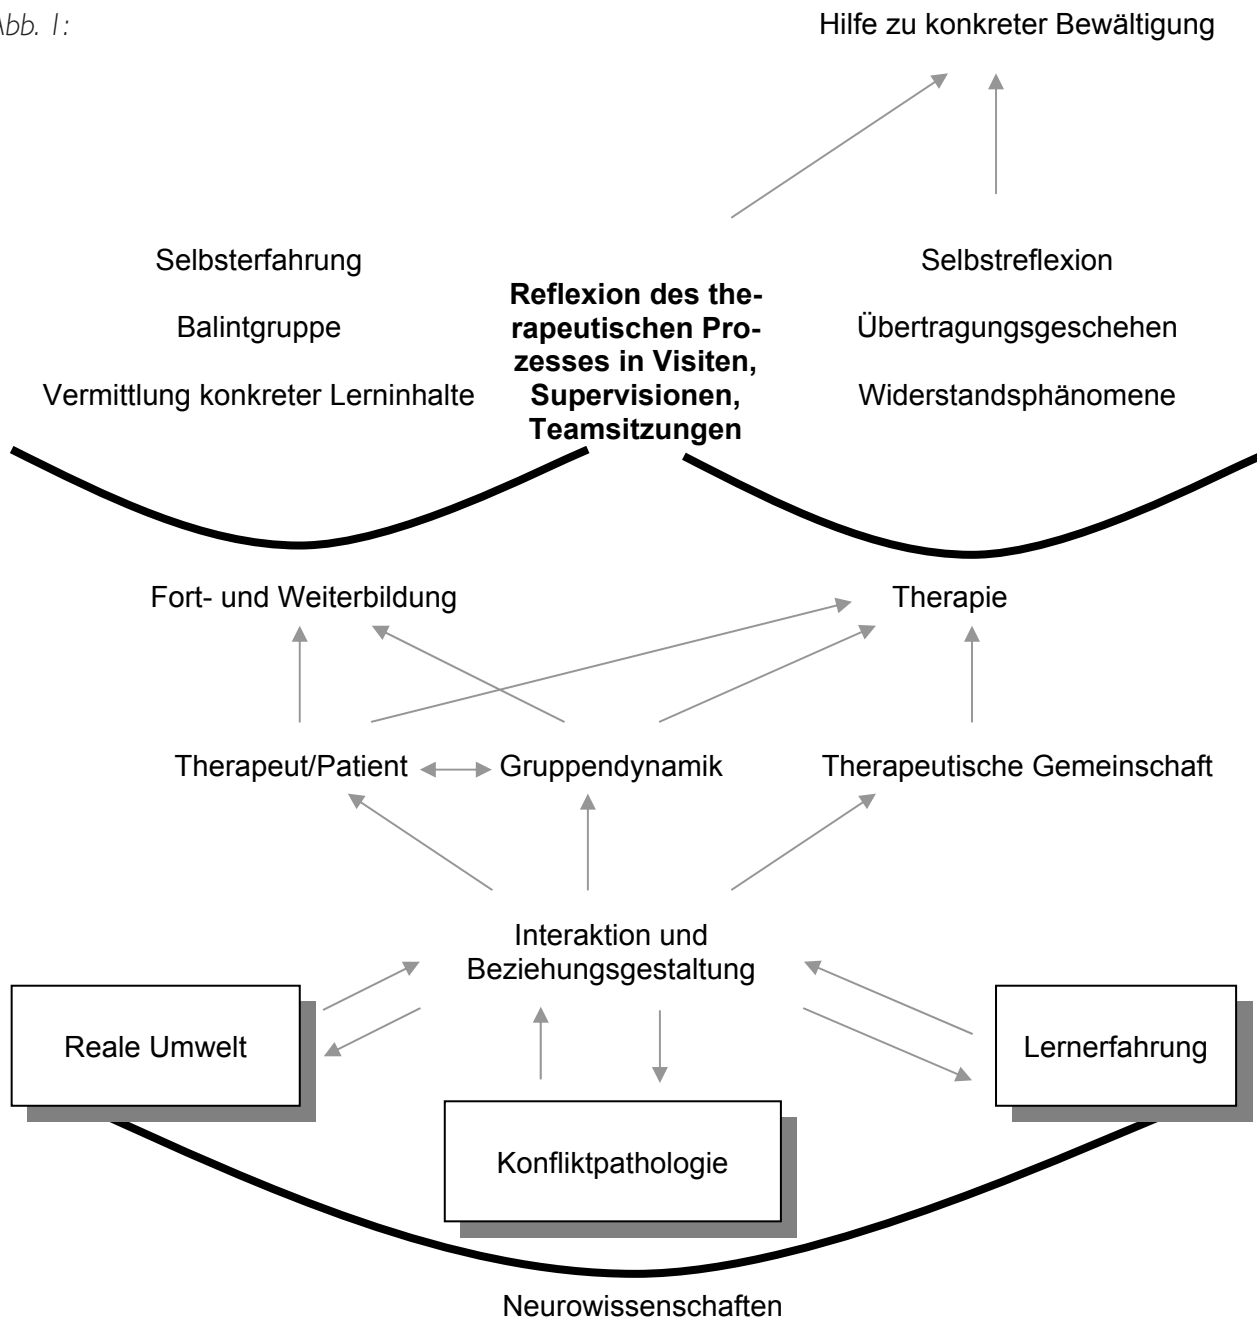 Abb. 1:
Hilfe zu konkreter Bewältigung
Selbsterfahrung
Balintgruppe
Vermittlung konkreter Lerninhalte
Reflexion des the-
rapeutischen Pro-
zesses in Visiten,
Supervisionen,
Teamsitzungen
Selbstreflexion
Übertragungsgeschehen
Widerstandsphänomene
Fort- und Weiterbildung
Therapie
Therapeut/Patient
Gruppendynamik
Therapeutische Gemeinschaft
Interaktion und
Beziehungsgestaltung
Reale Umwelt
Lernerfahrung
Konfliktpathologie
Neurowissenschaften